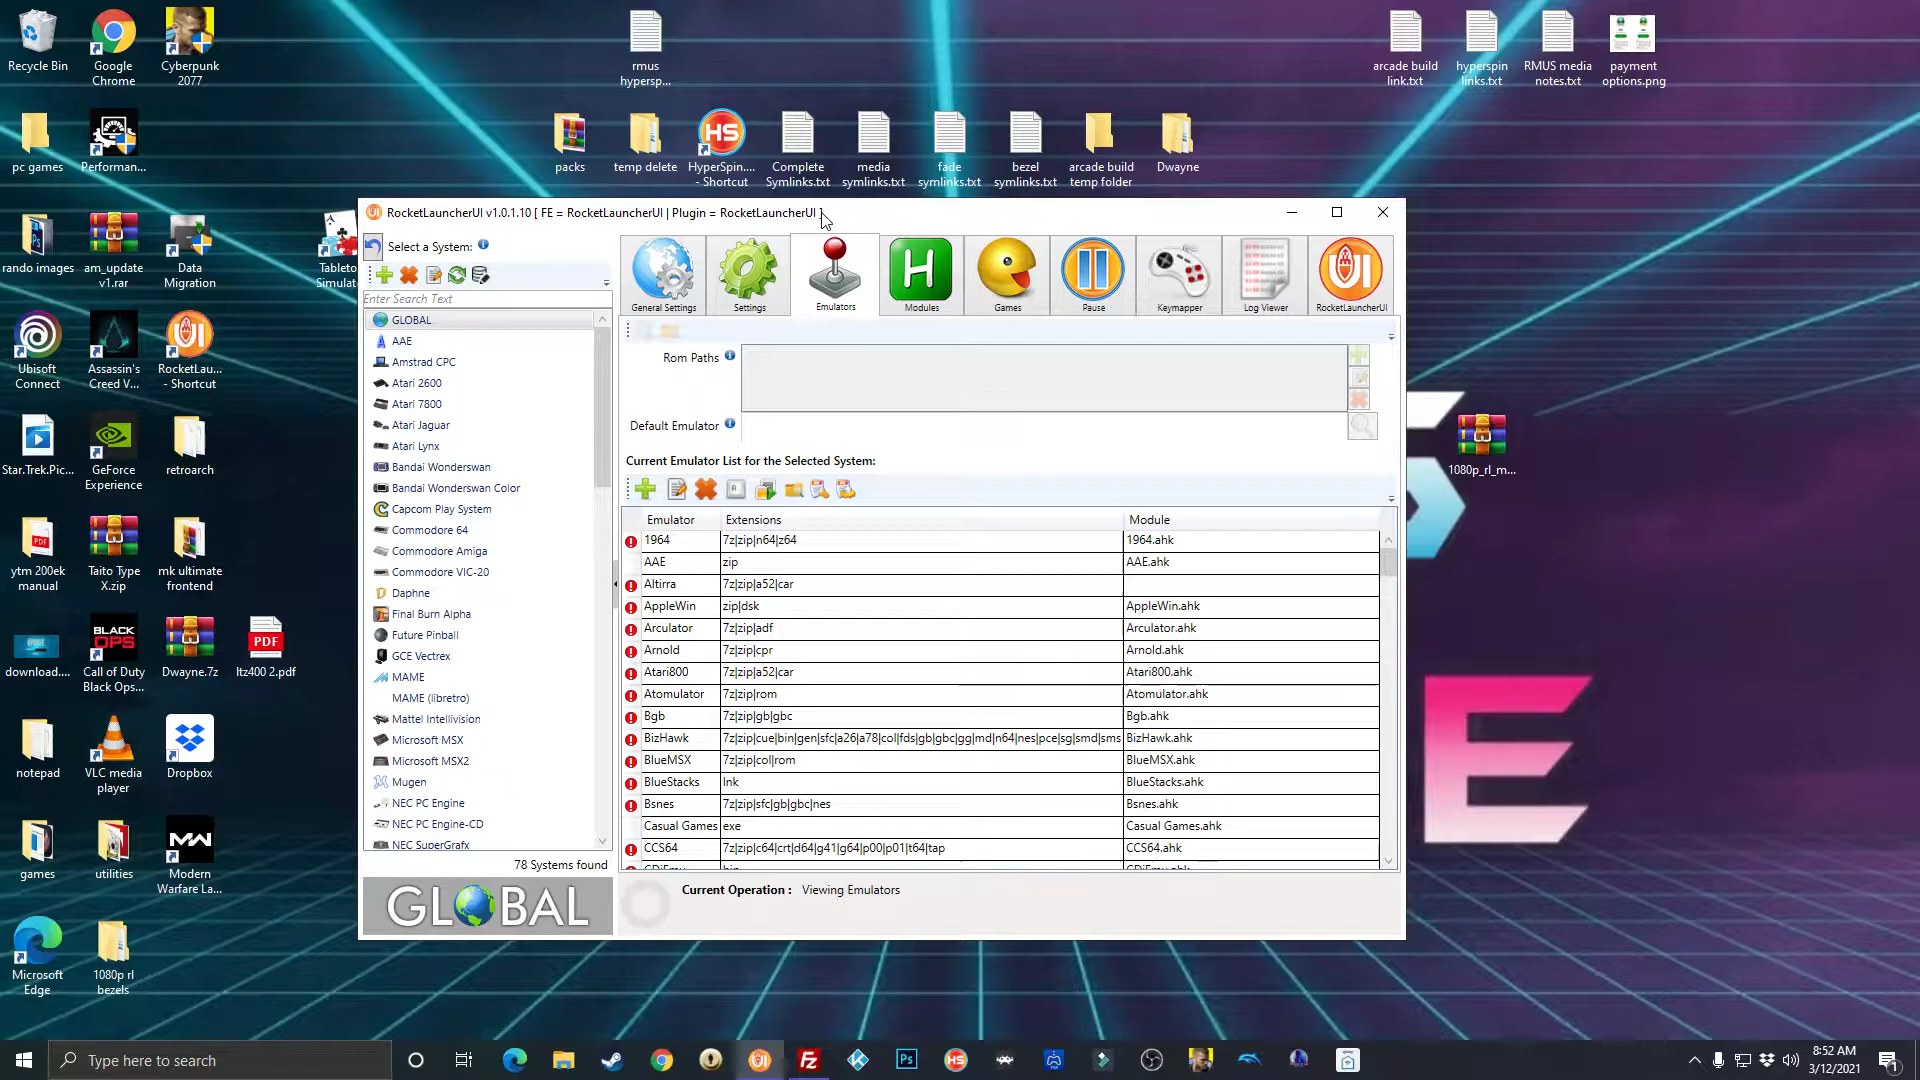 Recycle Bin
Google
Chrome
Cyberpunk
2077
rmus
hypersp...
arcade build
link.txt
hyperspin
links.txt
RMUS media
notes.txt
payment
options.png
pc games
Performan...
packs
temp delete
HS
HyperSpin....
- Shortcut
Complete
Symlinks.txt
media
symlinks.txt
fade
symlinks.txt
bezel
symlinks.txt
arcade build
temp folder
Dwayne
rando images
am_update
v1.rar
Data
Migration
Tableto
Simulat
Ubisoft
Connect
Assassin's
Creed V...
RocketLau...
- Shortcut
Star.Trek.Pic...
GeForce
Experience
retroarch
ytm 200ek
manual
Taito Type
X.zip
mk ultimate
frontend
download....
BLACK
OPS
Call of Duty
Black Ops...
Dwayne.7z
PDF
ltz400 2.pdf
notepad
VLC media
player
Dropbox
games
utilities
Modern
Warfare La...
Microsoft
Edge
1080p rl
bezels
1080p_rl_m...
E
RocketLauncherUI v1.0.1.10 [ FE = RocketLauncherUI | Plugin = RocketLauncherUI ]
Select a System:
Enter Search Text
GLOBAL
AAE
Amstrad CPC
Atari 2600
Atari 7800
Atari Jaguar
Atari Lynx
Bandai Wonderswan
Bandai Wonderswan Color
Capcom Play System
Commodore 64
Commodore Amiga
Commodore VIC-20
Daphne
Final Burn Alpha
Future Pinball
GCE Vectrex
MAME
MAME (libretro)
Mattel Intellivision
Microsoft MSX
Microsoft MSX2
Mugen
NEC PC Engine
NEC PC Engine-CD
NEC SuperGrafx
78 Systems found
GLOBAL
General Settings
Settings
Emulators
Modules
Games
Pause
Keymapper
Log Viewer
RocketLauncherUI
Rom Paths
Default Emulator
Current Emulator List for the Selected System:
Emulator Extensions Module
1964 7z|zip|n64|z64 1964.ahk
AAE zip AAE.ahk
Altirra 7z|zip|a52|car
AppleWin zip|dsk AppleWin.ahk
Arculator 7z|zip|adf Arculator.ahk
Arnold 7z|zip|cpr Arnold.ahk
Atari800 7z|zip|a52|car Atari800.ahk
Atomulator 7z|zip|rom Atomulator.ahk
Bgb 7z|zip|gb|gbc Bgb.ahk
BizHawk 7z|zip|cue|bin|gen|sfc|a26|a78|col|fds|gb|gbc|gg|md|n64|nes|pce|sg|smd|sms BizHawk.ahk
BlueMSX 7z|zip|col|rom BlueMSX.ahk
BlueStacks lnk BlueStacks.ahk
Bsnes 7z|zip|sfc|gb|gbc|nes Bsnes.ahk
Casual Games exe Casual Games.ahk
CCS64 7z|zip|c64|crt|d64|g41|g64|p00|p01|t64|tap CCS64.ahk
Current Operation : Viewing Emulators
Type here to search
8:52 AM
3/12/2021